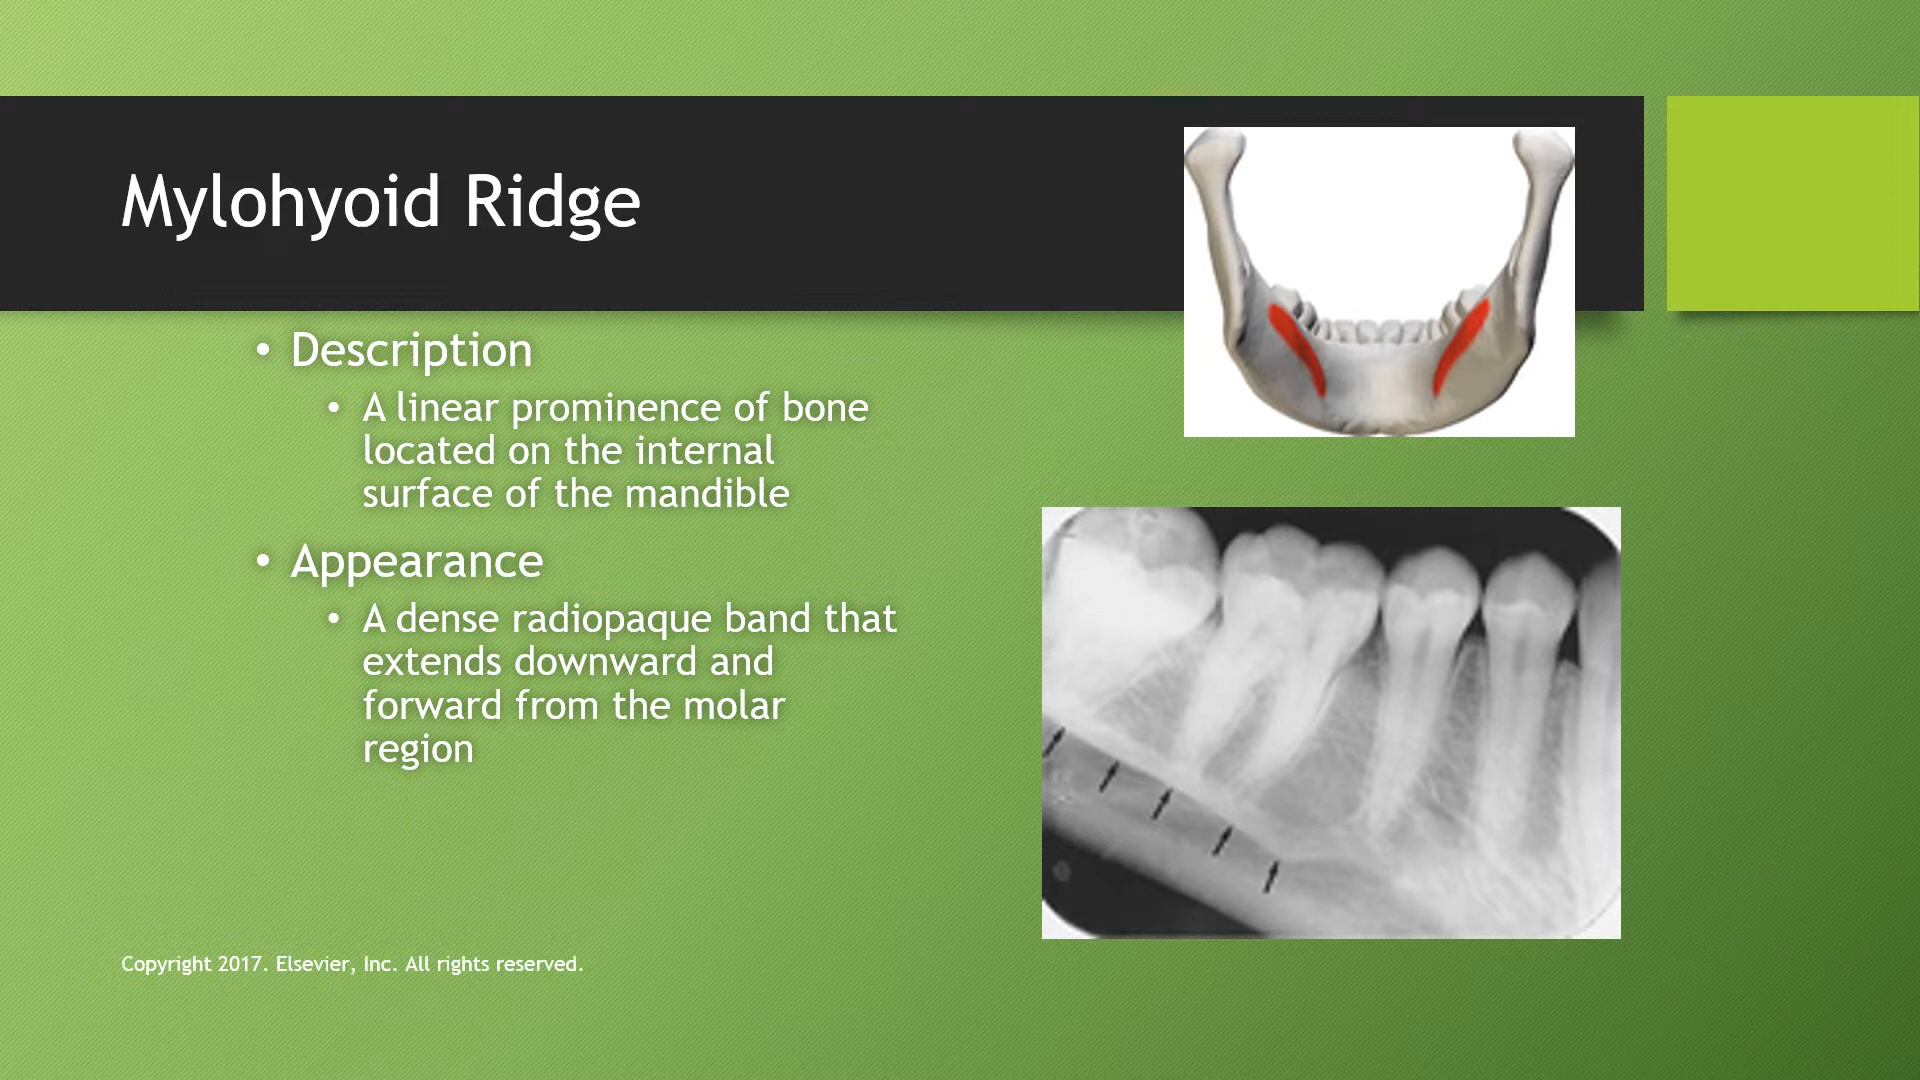 Mylohyoid Ridge
• Description
• A linear prominence of bone
located on the internal
surface of the mandible
• Appearance
• A dense radiopaque band that
extends downward and
forward from the molar
region
Copyright 2017. Elsevier, Inc. All rights reserved.